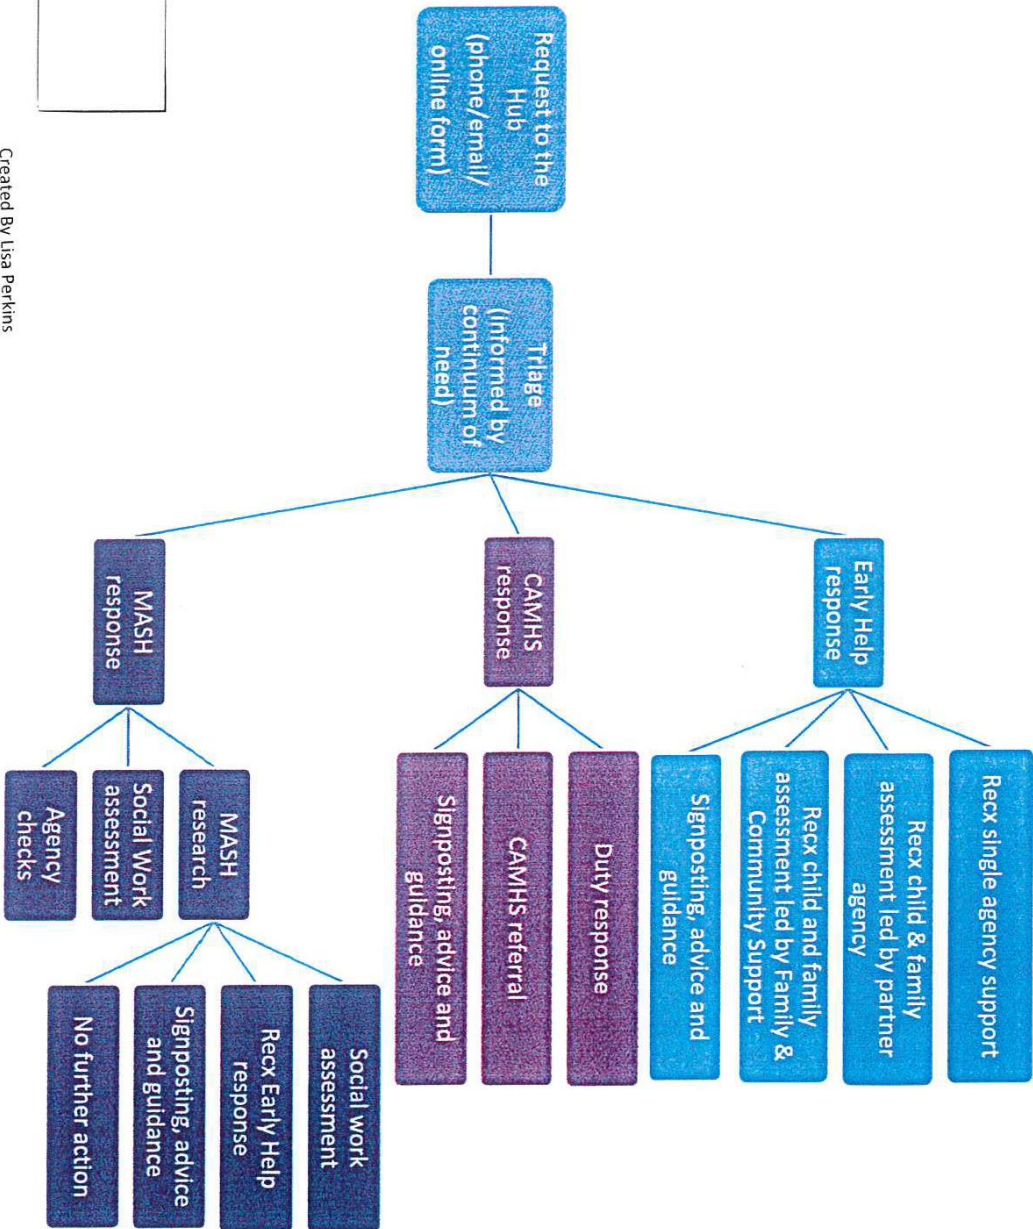 Request to the
Hub
(phone/email/
online form)
Triage
(informed by
continuum of
need)
Early Help
response
Recx single agency support
Recx child & family
assessment led by partner
agency
Recx child and family
assessment led by Family &
Community Support
Signposting, advice and
guidance
CAMHS
response
Duty response
CAMHS referral
Signposting, advice and
guidance
MASH
response
MASH
research
Social work
assessment
Recx Early Help
response
Signposting, advice
and guidance
No further action
Social Work
assessment
Agency
checks
Created By Lisa Perkins